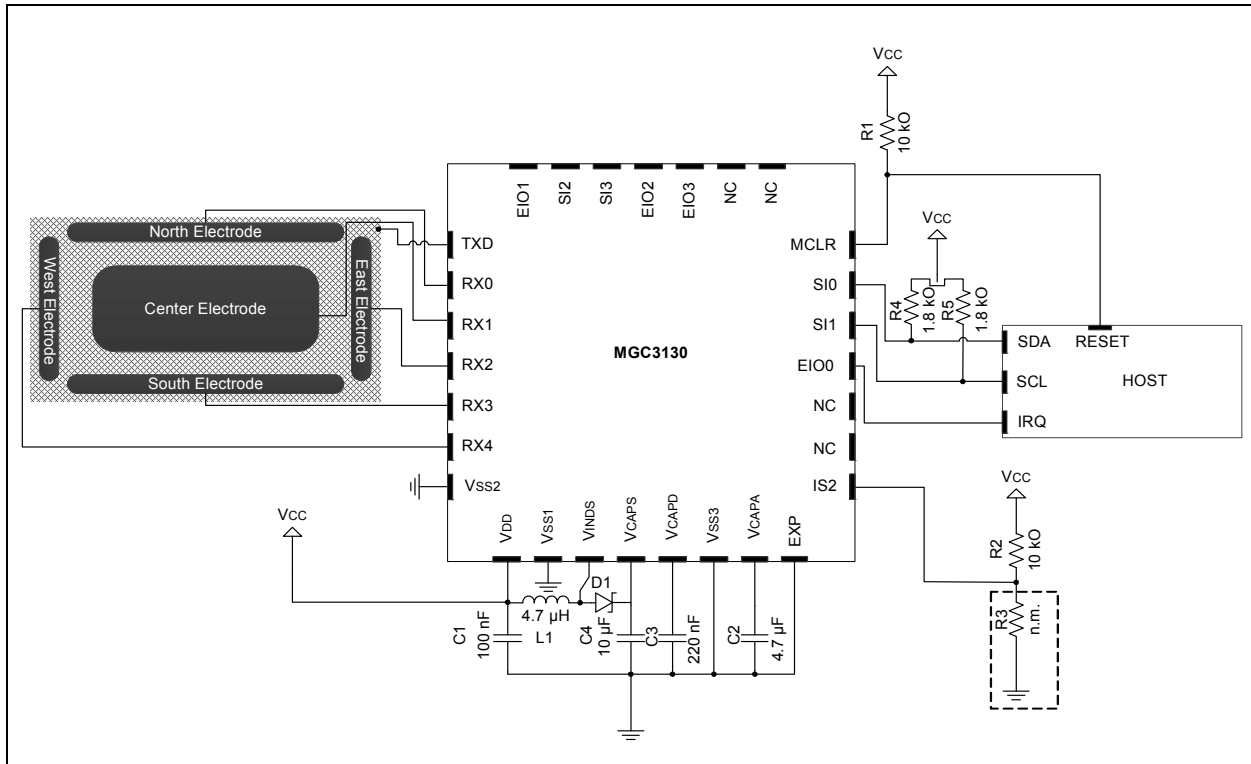 VCC
R1
10 kO
EIO1
SI2
SI3
EIO2
EIO3
NC
NC
North Electrode
West Electrode
Center Electrode
East Electrode
South Electrode
TXD
RX0
RX1
RX2
RX3
RX4
VSS2
MGC3130
MCLR
SI0
SI1
EIO0
NC
NC
IS2
VCC
R4
1.8 kO
R5
1.8 kO
SDA
RESET
SCL
HOST
IRQ
VCC
VDD
VSS1
VINDS
VCAPS
VCAPD
VSS3
VCAPA
EXP
D1
4.7 µH
L1
C1
100 nF
C4
10 µF
C3
220 nF
C2
4.7 µF
VCC
R2
10 kO
R3
n.m.